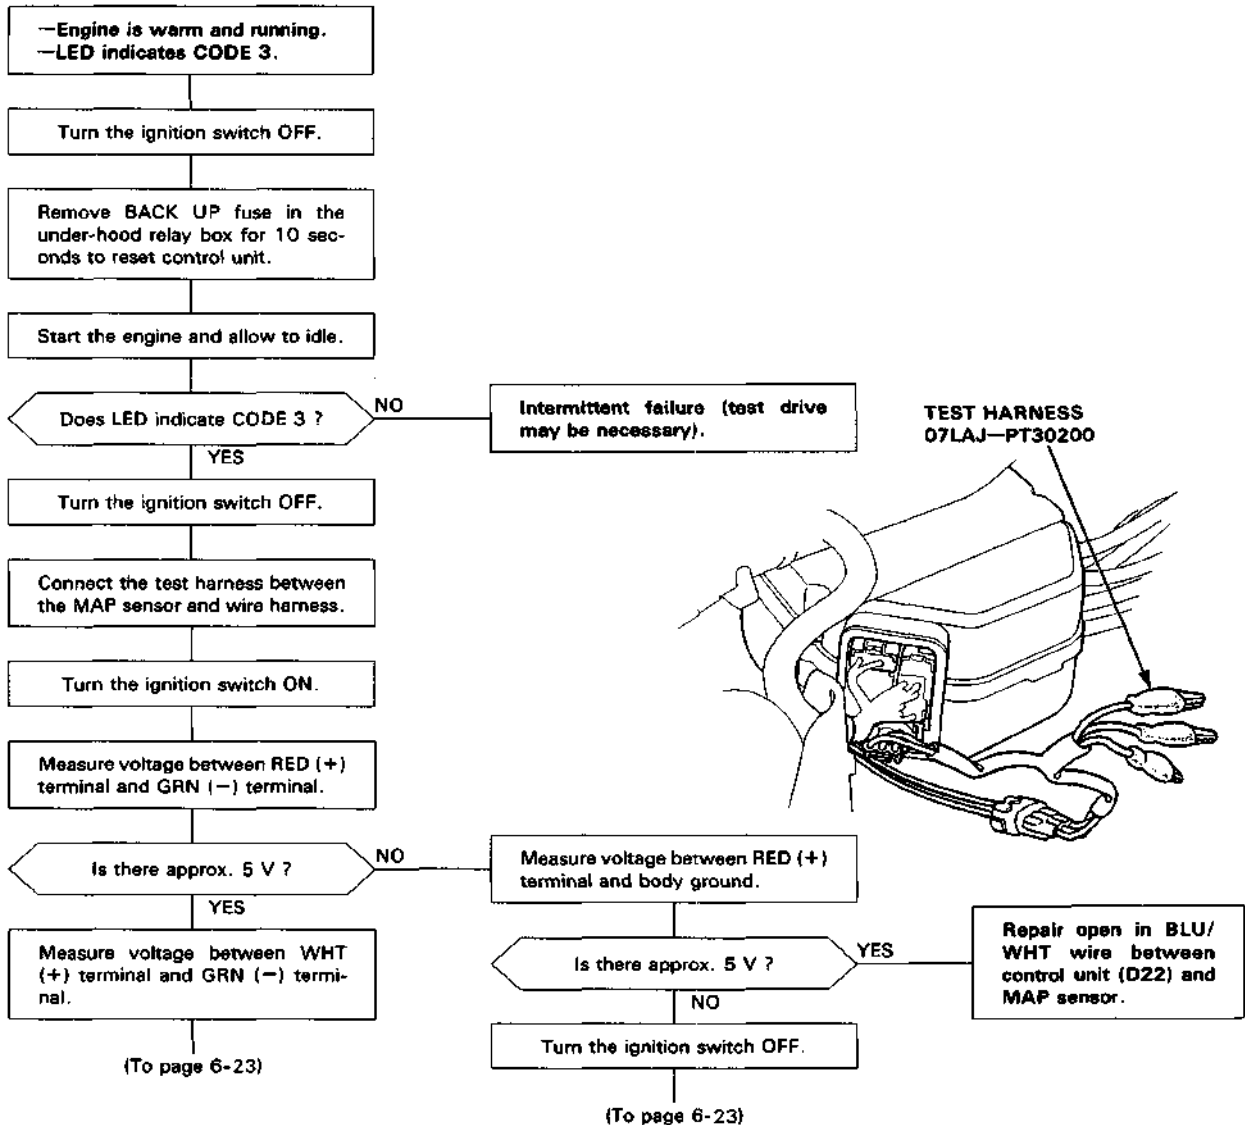 —Engine is warm and running.
—LED indicates CODE 3.
Turn the ignition switch OFF.
Remove BACK UP fuse in the
under-hood relay box for 10 sec-
onds to reset control unit.
Start the engine and allow to idle.
Does LED indicate CODE 3 ?
NO
Intermittent failure (test drive
may be necessary).
YES
TEST HARNESS
07LAJ—PT30200
Turn the ignition switch OFF.
Connect the test harness between
the MAP sensor and wire harness.
Turn the ignition switch ON.
Measure voltage between RED (+)
terminal and GRN (−) terminal.
Is there approx. 5 V ?
NO
Measure voltage between RED (+)
terminal and body ground.
YES
Measure voltage between WHT
(+) terminal and GRN (−) termi-
nal.
(To page 6-23)
Is there approx. 5 V ?
YES
Repair open in BLU/
WHT wire between
control unit (D22) and
MAP sensor.
NO
Turn the ignition switch OFF.
(To page 6-23)